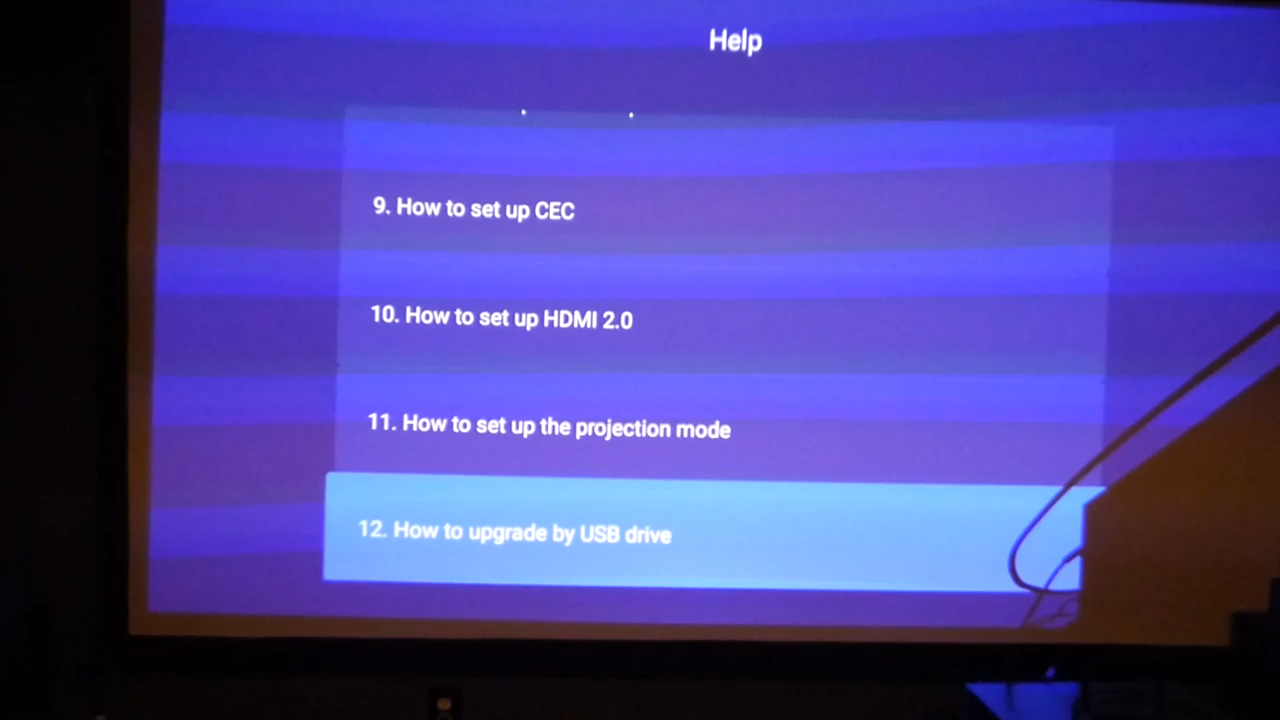 Help
9. How to set up CEC
10. How to set up HDMI 2.0
11. How to set up the projection mode
12. How to upgrade by USB drive